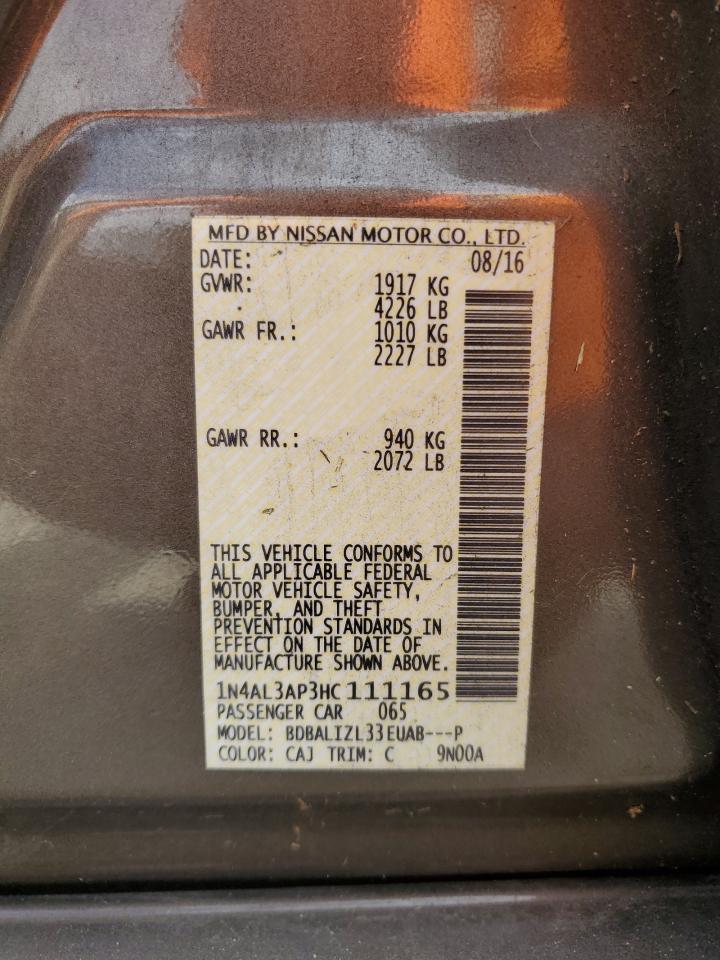 MFD BY NISSAN MOTOR CO., LTD.
DATE: 08/16
GVWR: 1917 KG
4226 LB
GAWR FR.: 1010 KG
2227 LB
GAWR RR.: 940 KG
2072 LB
THIS VEHICLE CONFORMS TO
ALL APPLICABLE FEDERAL
MOTOR VEHICLE SAFETY,
BUMPER, AND THEFT
PREVENTION STANDARDS IN
EFFECT ON THE DATE OF
MANUFACTURE SHOWN ABOVE.
1N4AL3AP3HC111165
PASSENGER CAR 065
MODEL: BDBALIZL33EUAB---P
COLOR: CAJ TRIM: C 9N00A